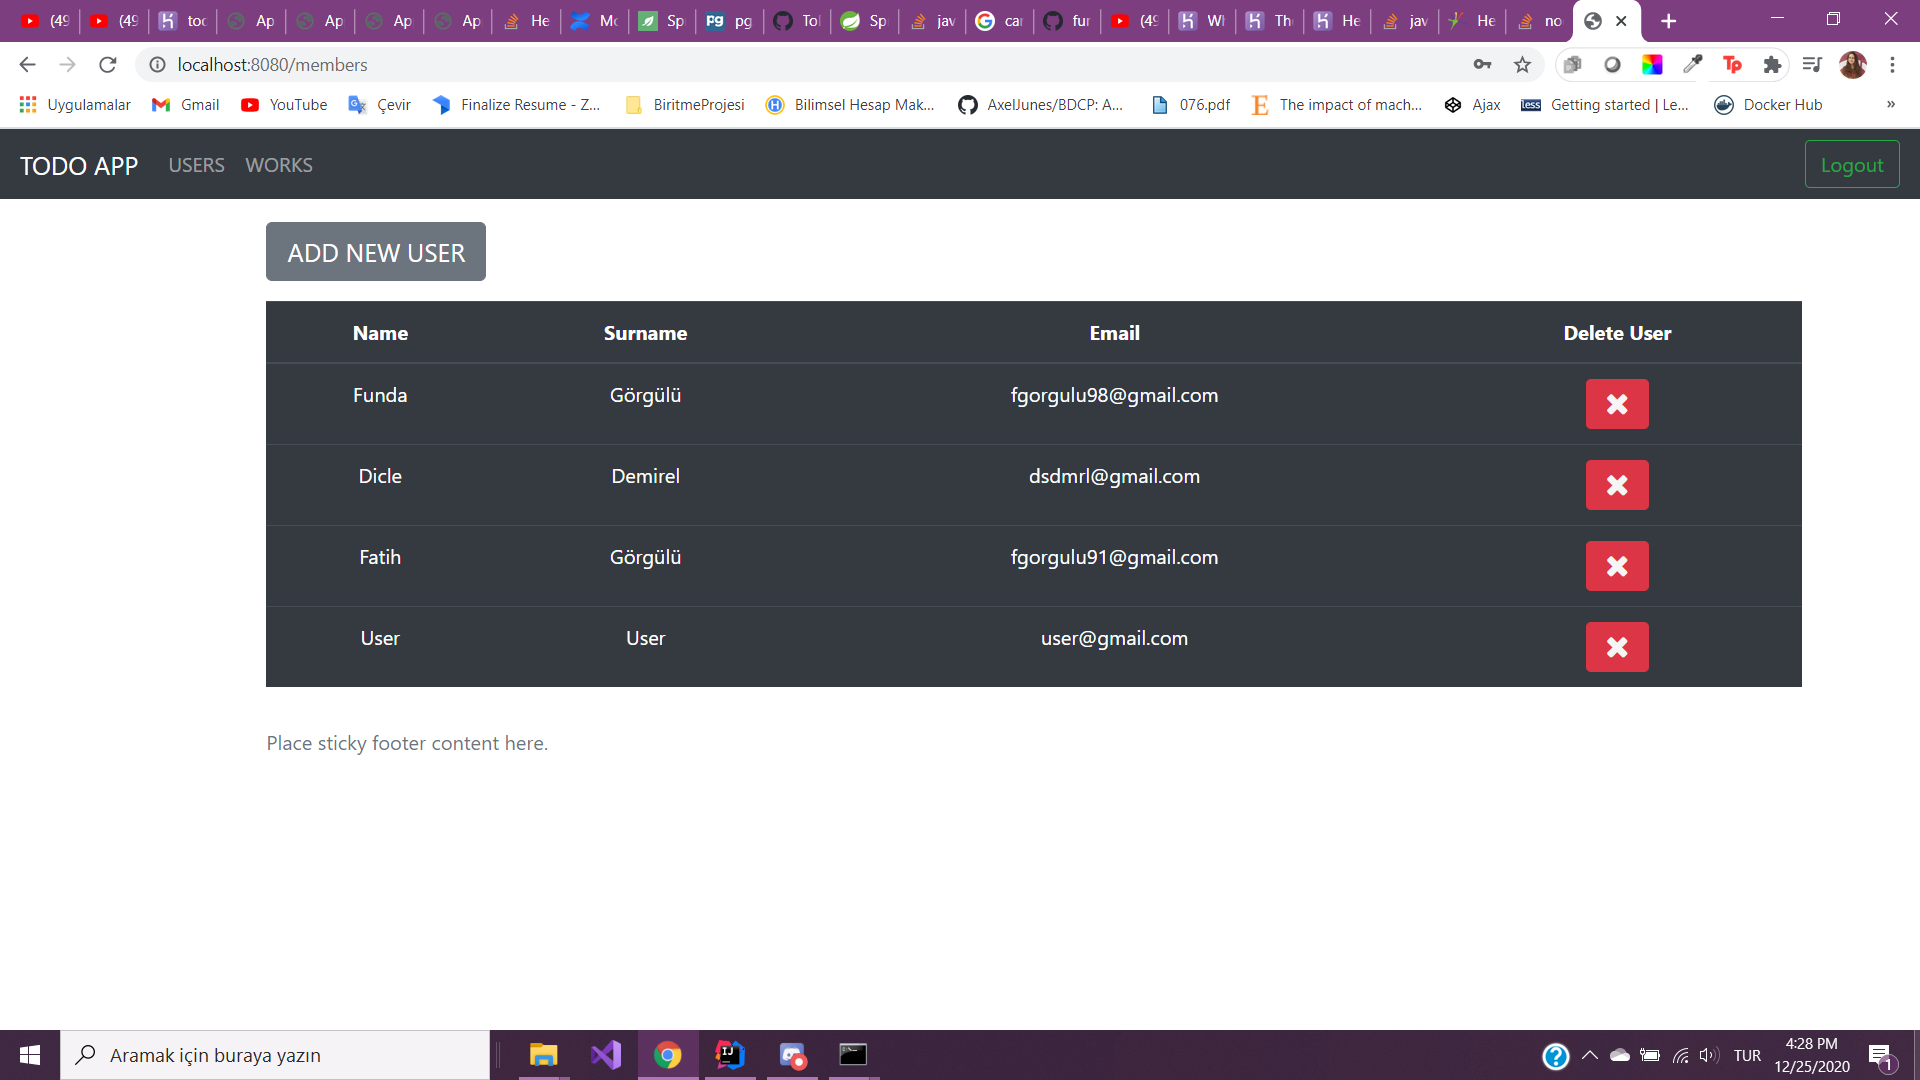 (49 (49 toc Ap Ap Ap Ap He Mo Sp pg Tol Sp jav car fur (49 Wh Th He jav He no
localhost:8080/members
Uygulamalar Gmail YouTube Çevir Finalize Resume - Z... BiritmeProjesi Bilimsel Hesap Mak... AxelJunes/BDCP: A... 076.pdf The impact of mach... Ajax Getting started | Le... Docker Hub »
TODO APP USERS WORKS Logout
ADD NEW USER
Name Surname Email Delete User
Funda Görgülü fgorgulu98@gmail.com
Dicle Demirel dsdmrl@gmail.com
Fatih Görgülü fgorgulu91@gmail.com
User User user@gmail.com
Place sticky footer content here.
Aramak için buraya yazın
TUR
4:28 PM
12/25/2020
1